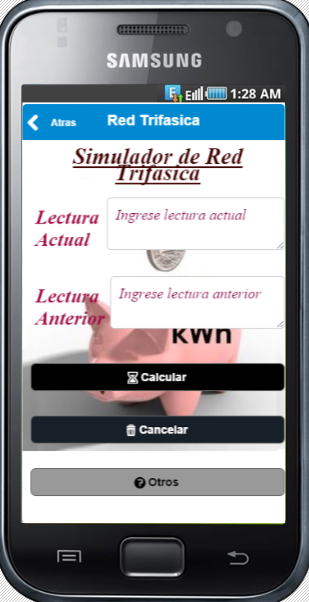 SAMSUNG
E 1:28 AM
Atras Red Trifasica
Simulador de Red
Trifasica
Lectura Ingrese lectura actual
Actual
Lectura Ingrese lectura anterior
Anterior
kWh
Calcular
Cancelar
Otros